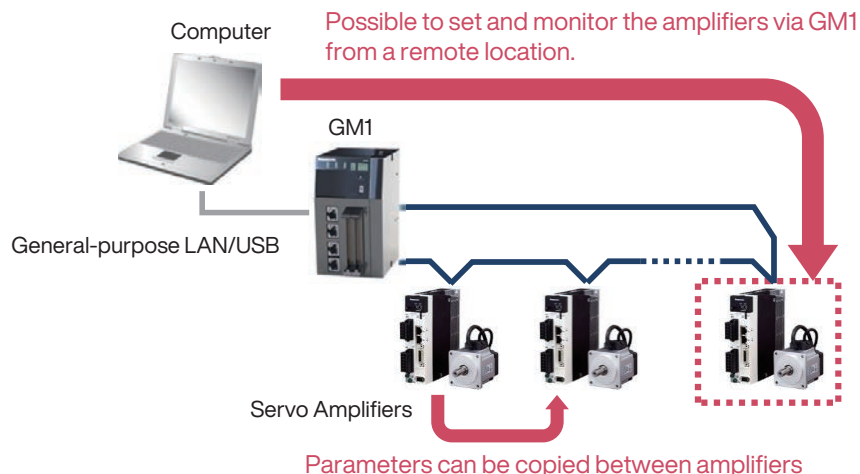 Possible to set and monitor the amplifiers via GM1
from a remote location.
Computer
GM1
General-purpose LAN/USB
Servo Amplifiers
Parameters can be copied between amplifiers